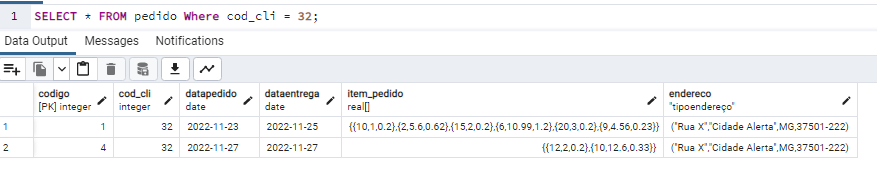 1 SELECT * FROM pedido Where cod_cli = 32;
Data Output Messages Notifications
codigo cod_cli datapedido dataentrega item_pedido endereco
[PK] integer integer date date real[] "tipoendereço"
1 1 32 2022-11-23 2022-11-25 {{10,1,0.2},{2,5.6,0.62},{15,2,0.2},{6,10.99,1.2},{20,3,0.2},{9,4.56,0.23}} ("Rua X","Cidade Alerta",MG,37501-222)
2 4 32 2022-11-27 2022-11-27 {{12,2,0.2},{10,12.6,0.33}} ("Rua X","Cidade Alerta",MG,37501-222)